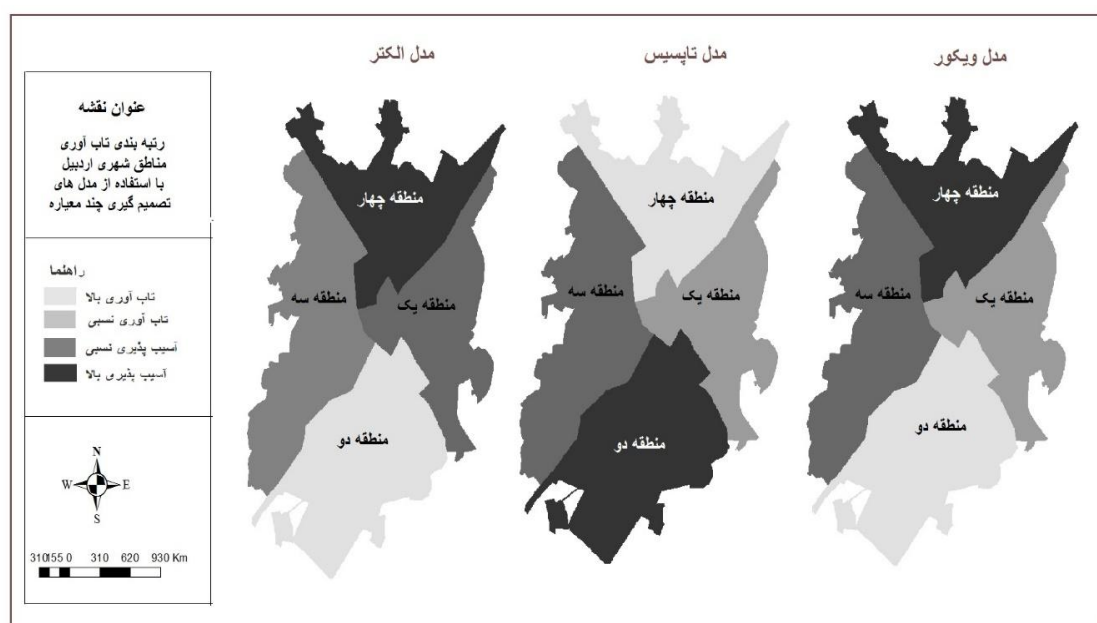 مدل ویکور
مدل تاپسیس
مدل الکتر
منطقه چهار
منطقه یک
منطقه سه
منطقه دو
منطقه چهار
منطقه یک
منطقه سه
منطقه دو
منطقه چهار
منطقه یک
منطقه سه
منطقه دو
عنوان نقشه
رتبه بندی تاب آوری
مناطق شهری اردبیل
با استفاده از مدل های
تصمیم گیری چند معیاره
راهلما
تاب آوری بالا
تاب آوری نسبی
آسیب پذیری نسبی
آسیب پذیری بالا
N
W E
S
310155 0 310 620 930 Km